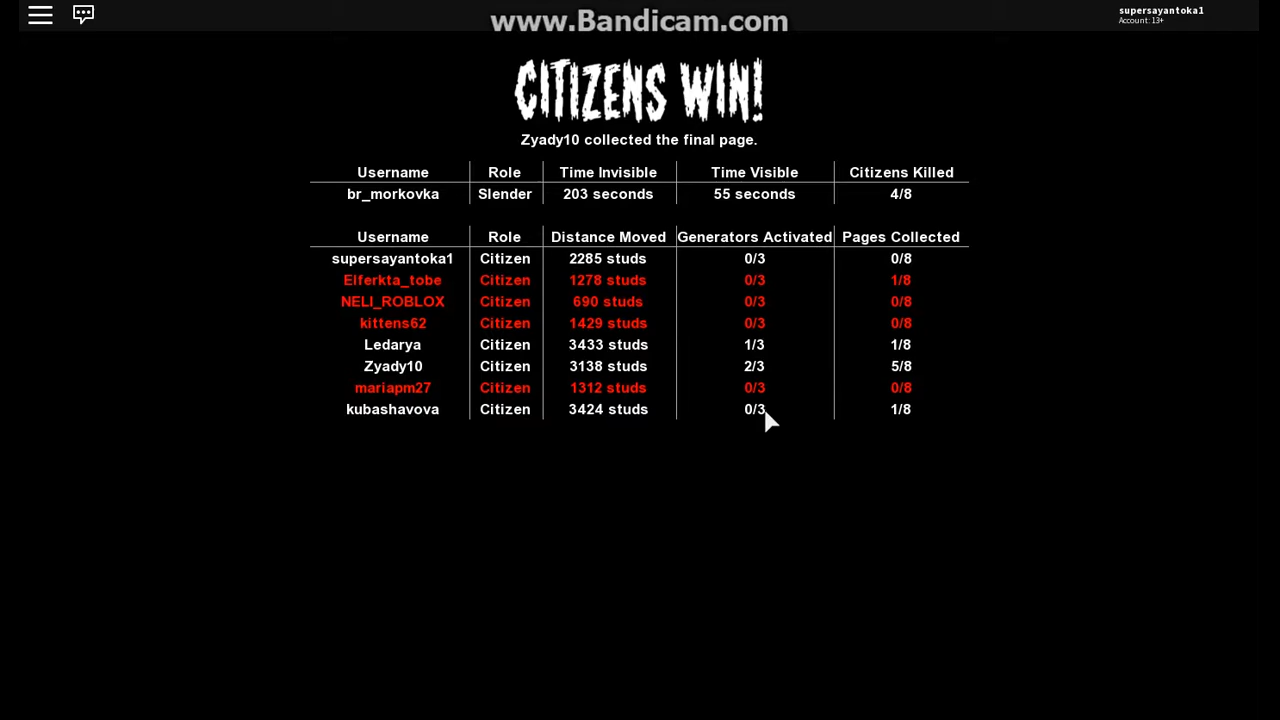 www.Bandicam.com
supersayantoka1
Account: 13+
CITIZENS WIN!
Zyady10 collected the final page.
Username Role Time Invisible Time Visible Citizens Killed
br_morkovka Slender 203 seconds 55 seconds 4/8
Username Role Distance Moved Generators Activated Pages Collected
supersayantoka1 Citizen 2285 studs 0/3 0/8
Elferkta_tobe Citizen 1278 studs 0/3 1/8
NELI_ROBLOX Citizen 690 studs 0/3 0/8
kittens62 Citizen 1429 studs 0/3 0/8
Ledarya Citizen 3433 studs 1/3 1/8
Zyady10 Citizen 3138 studs 2/3 5/8
mariapm27 Citizen 1312 studs 0/3 0/8
kubashavova Citizen 3424 studs 0/3 1/8